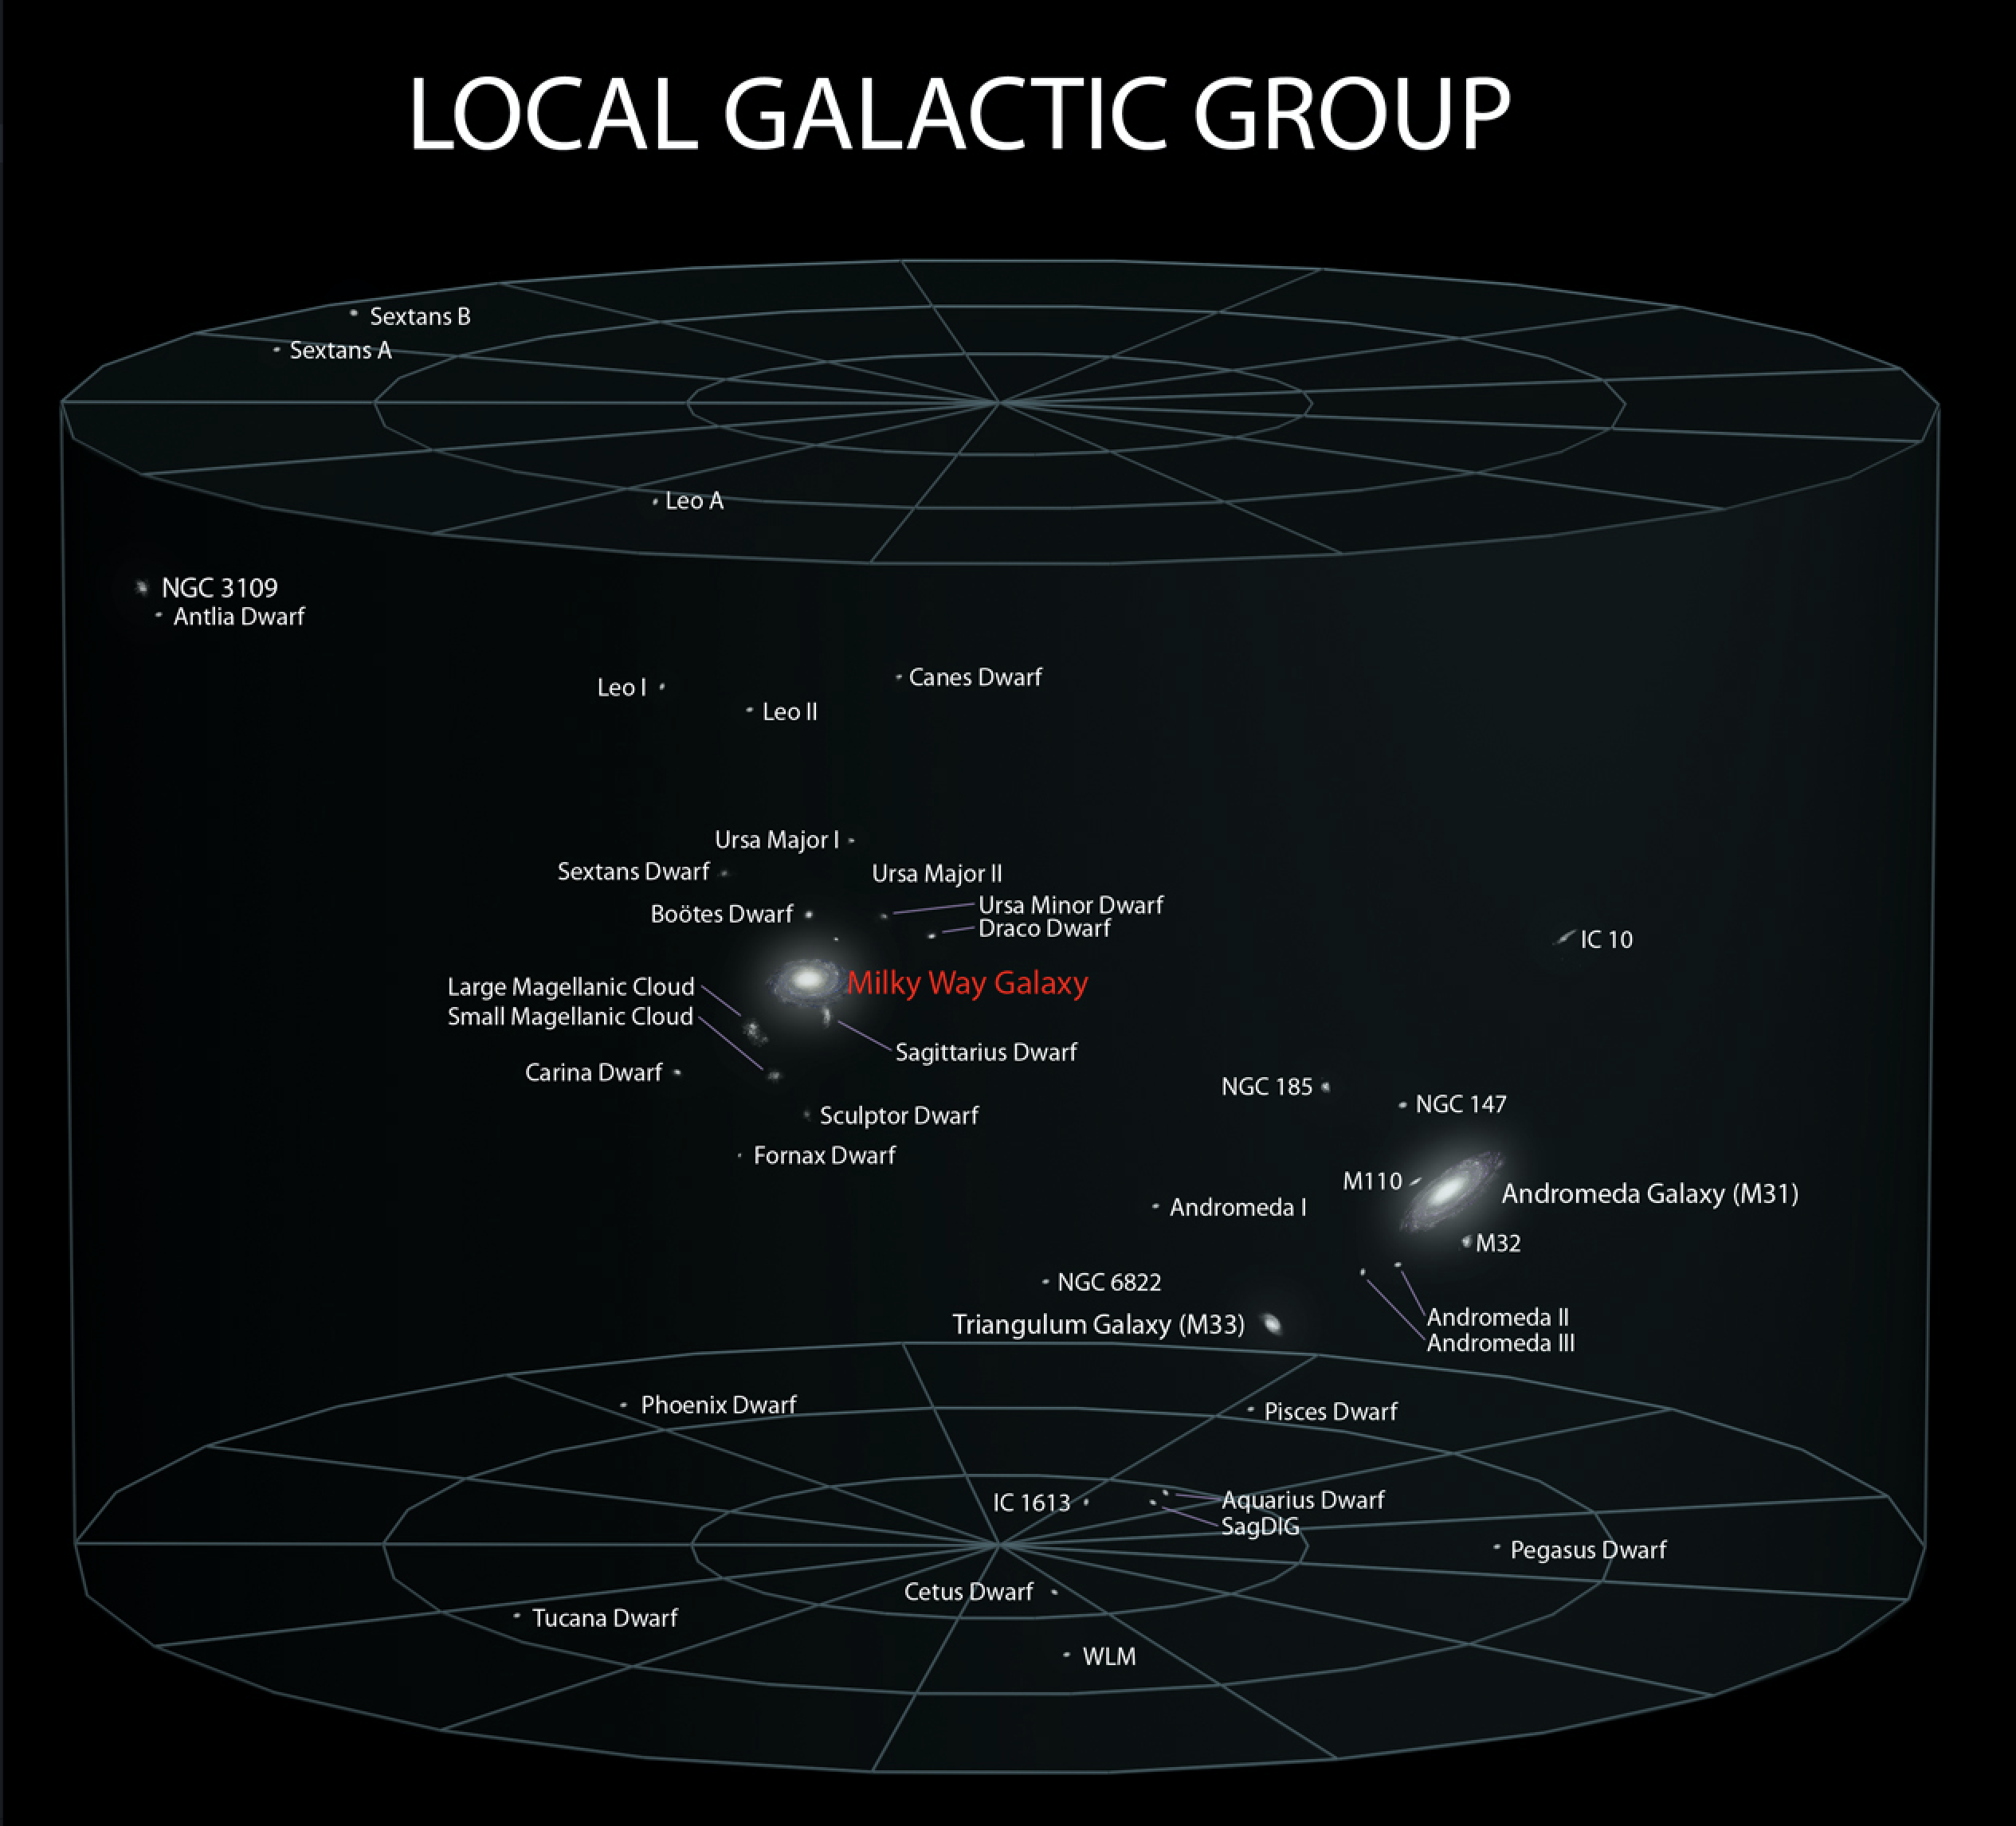 LOCAL GALACTIC GROUP
Sextans B
Sextans A
Leo A
NGC 3109
Antlia Dwarf
Canes Dwarf
Leo I
Leo II
Ursa Major I
Sextans Dwarf
Ursa Major II
Ursa Minor Dwarf
Boötes Dwarf
Draco Dwarf
IC 10
Milky Way Galaxy
Large Magellanic Cloud
Small Magellanic Cloud
Sagittarius Dwarf
Carina Dwarf
NGC 185
NGC 147
Sculptor Dwarf
Fornax Dwarf
M110
Andromeda Galaxy (M31)
Andromeda I
M32
NGC 6822
Andromeda II
Triangulum Galaxy (M33)
Andromeda III
Phoenix Dwarf
Pisces Dwarf
IC 1613
Aquarius Dwarf
SagDIG
Pegasus Dwarf
Cetus Dwarf
Tucana Dwarf
WLM